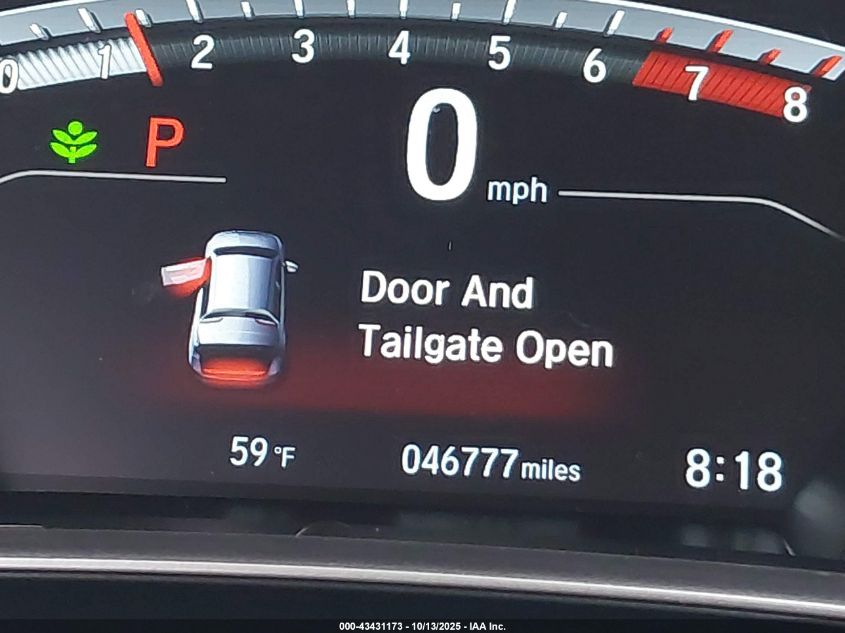 0 1 2 3 4 5 6 7 8
P
0 mph
Door And
Tailgate Open
59 °F 046777 miles 8:18
000-43431173 - 10/13/2025 - IAA Inc.